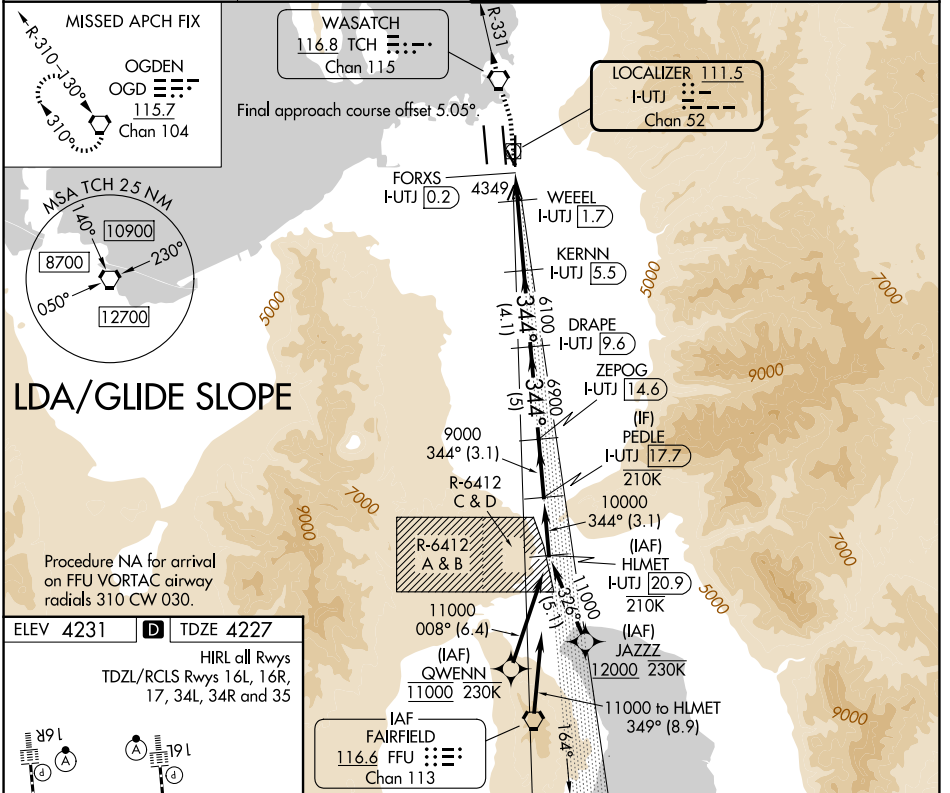 MISSED APCH FIX
R-310
130°
310°
OGDEN
OGD
115.7
Chan 104
WASATCH
116.8 TCH
Chan 115
R-331
LOCALIZER 111.5
I-UTJ
Chan 52
Final approach course offset 5.05°.
FORXS
I-UTJ 0.2
4349
WEEEL
I-UTJ 1.7
MSA TCH 25 NM
140°
10900
230°
8700
050°
12700
KERNN
I-UTJ 5.5
5000
5000
7000
344°
(4.1)
6100
DRAPE
I-UTJ 9.6
LDA/GLIDE SLOPE
344°
(5)
6900
ZEPOG
I-UTJ 14.6
9000
9000
344° (3.1)
(IF)
PEDLE
I-UTJ 17.7
210K
7000
9000
R-6412
C & D
10000
344° (3.1)
R-6412
A & B
(IAF)
HLMET
I-UTJ 20.9
210K
7000
5000
Procedure NA for arrival
on FFU VORTAC airway
radials 310 CW 030.
326°
(5.1)
11000
11000
008° (6.4)
(IAF)
JAZZZ
12000 230K
(IAF)
QWENN
11000 230K
11000 to HLMET
349° (8.9)
9000
164°
IAF
FAIRFIELD
116.6 FFU
Chan 113
ELEV 4231 D TDZE 4227
HIRL all Rwys
TDZL/RCLS Rwys 16L, 16R,
17, 34L, 34R and 35
16R
A
P
A
16L
P